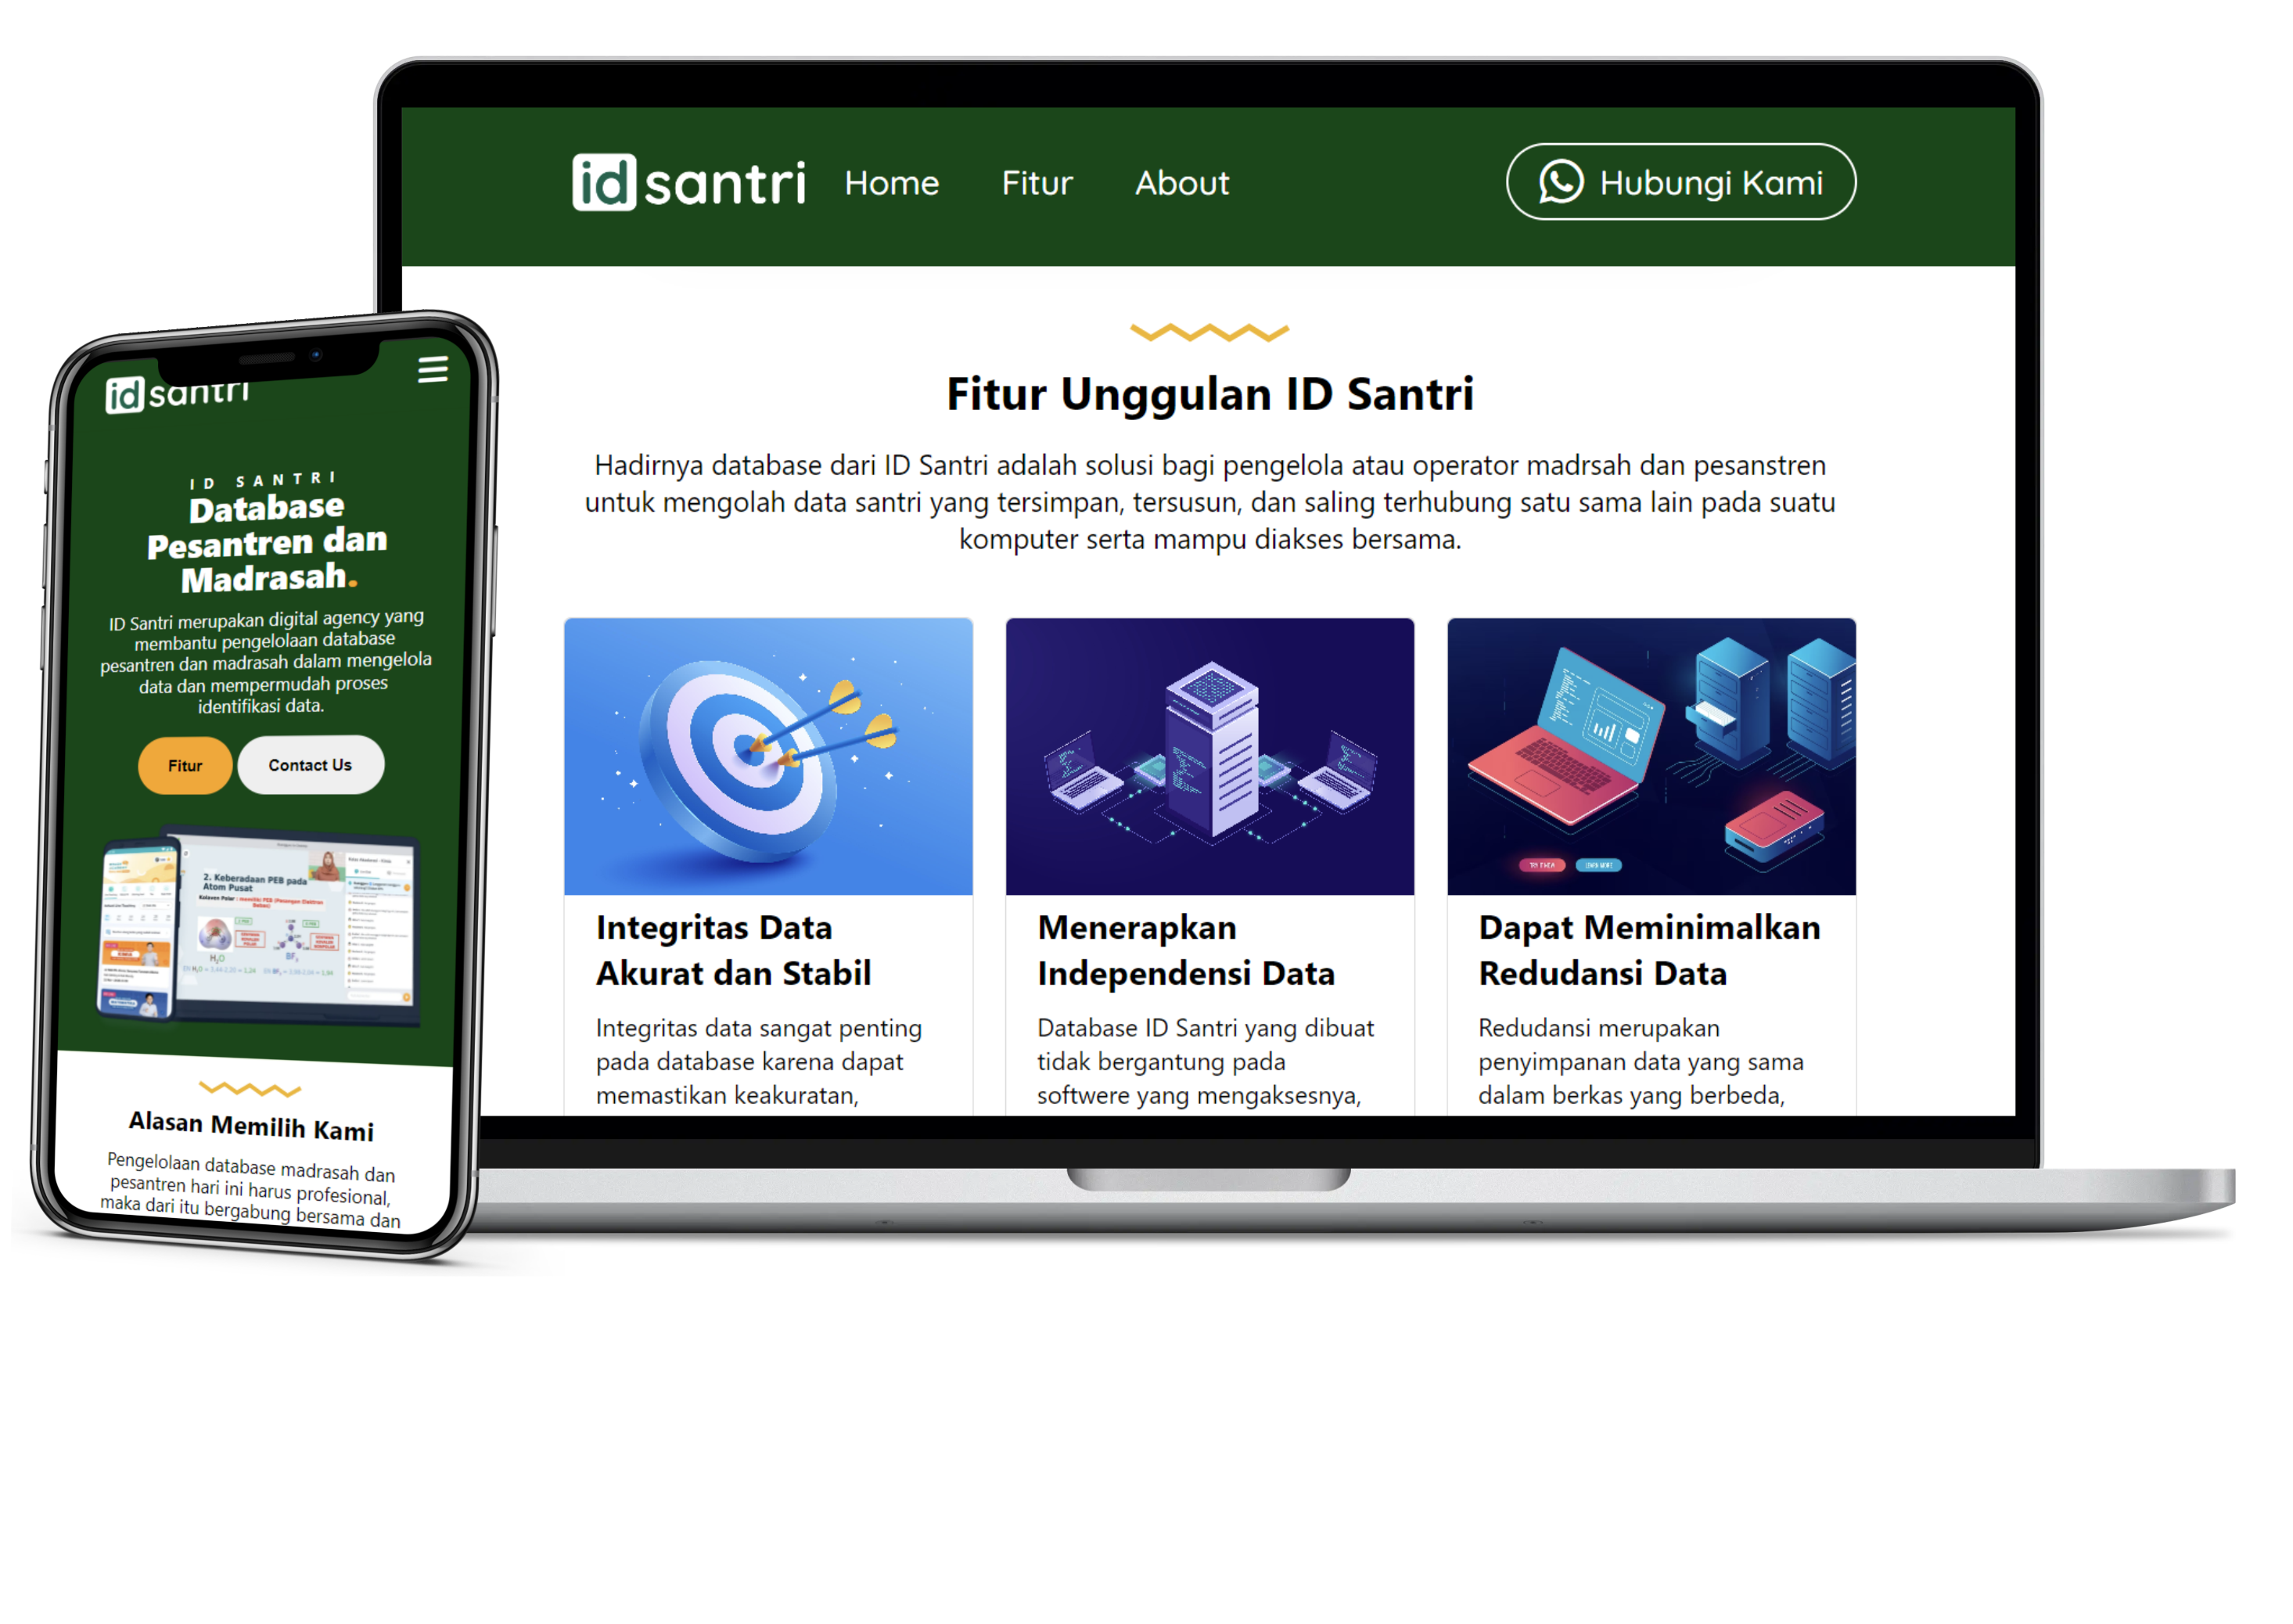 id santri
Home
Fitur
About
Hubungi Kami
Fitur Unggulan ID Santri
Hadirnya database dari ID Santri adalah solusi bagi pengelola atau operator madrsah dan pesanstren
untuk mengolah data santri yang tersimpan, tersusun, dan saling terhubung satu sama lain pada suatu
komputer serta mampu diakses bersama.
Integritas Data
Akurat dan Stabil
Integritas data sangat penting
pada database karena dapat
memastikan keakuratan,
Menerapkan
Independensi Data
Database ID Santri yang dibuat
tidak bergantung pada
softwere yang mengaksesnya,
LEARN MORE
Dapat Meminimalkan
Redudansi Data
Redudansi merupakan
penyimpanan data yang sama
dalam berkas yang berbeda,
id santri
ID SANTRI
Database
Pesantren dan
Madrasah.
ID Santri merupakan digital agency yang
membantu pengelolaan database
pesantren dan madrasah dalam mengelola
data dan mempermudah proses
identifikasi data.
Fitur
Contact Us
2. Keberadaan PEB pada
Atom Pusat
H₂O
BF₃
Alasan Memilih Kami
Pengelolaan database madrasah dan
pesantren hari ini harus profesional,
maka dari itu bergabung bersama dan